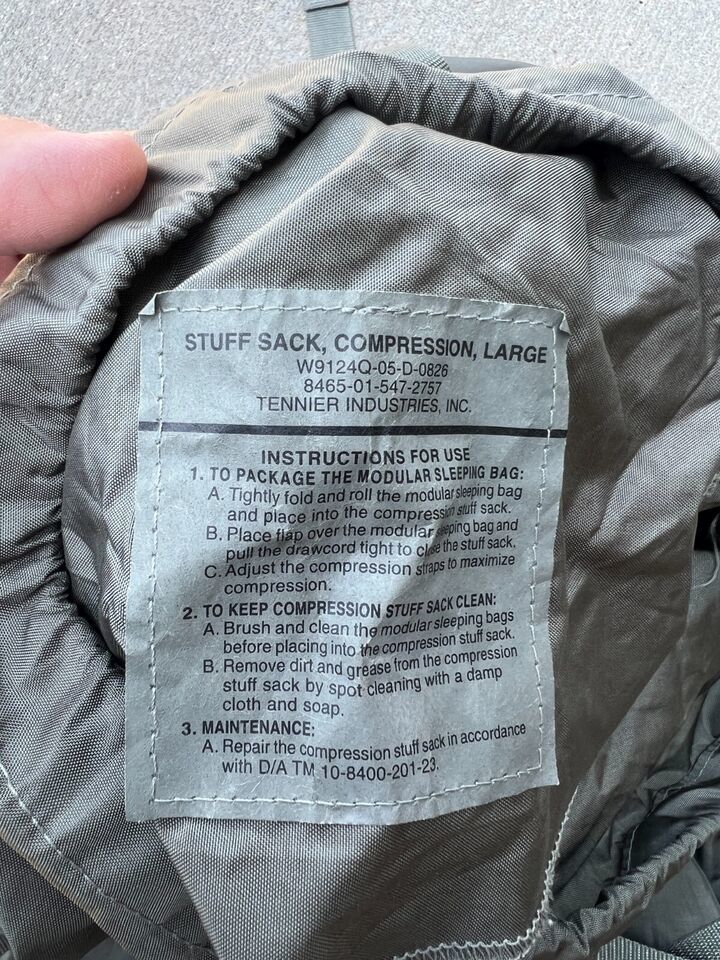 STUFF SACK, COMPRESSION, LARGE
W9124Q-05-D-0826
8465-01-547-2757
TENNIER INDUSTRIES, INC.
INSTRUCTIONS FOR USE
1. TO PACKAGE THE MODULAR SLEEPING BAG:
A. Tightly fold and roll the modular sleeping bag
and place into the compression stuff sack.
B. Place flap over the modular sleeping bag and
pull the drawcord tight to close the stuff sack.
C. Adjust the compression straps to maximize
compression.
2. TO KEEP COMPRESSION STUFF SACK CLEAN:
A. Brush and clean the modular sleeping bags
before placing into the compression stuff sack.
B. Remove dirt and grease from the compression
stuff sack by spot cleaning with a damp
cloth and soap.
3. MAINTENANCE:
A. Repair the compression stuff sack in accordance
with D/A TM 10-8400-201-23.